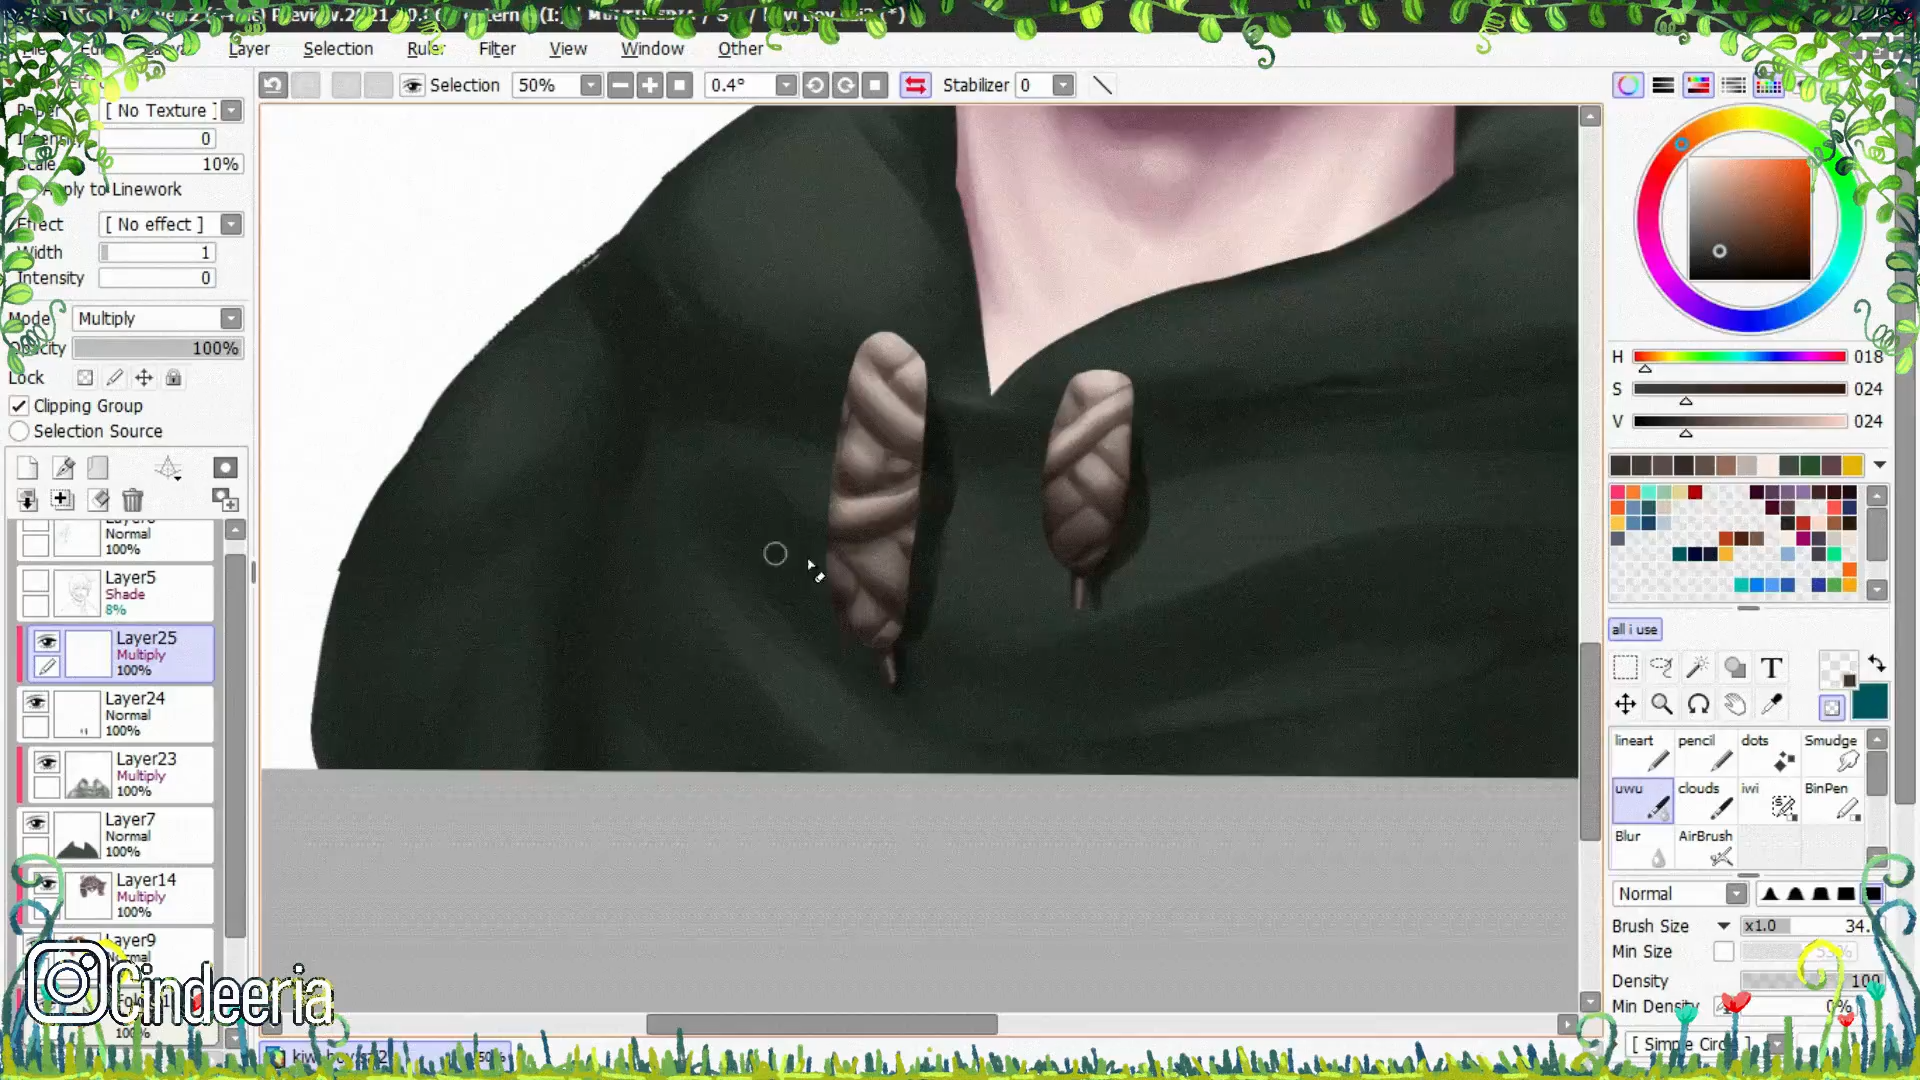 Layer Selection Ruler Filter View Window Other
Selection 50% 0.4° Stabilizer 0
Paper [ No Texture ]
Intensity 0
Scale 10%
Apply to Linework
Effect [ No effect ]
Width 1
Intensity 0
Mode Multiply
Opacity 100%
Lock
Clipping Group
Selection Source
Normal
100%
Layer5
Shade
8%
Layer25
Multiply
100%
Layer24
Normal
100%
Layer23
Multiply
100%
Layer7
Normal
100%
Layer14
Multiply
100%
Layer9
100%
Cindeeria
H 018
S 024
V 024
all i use
T
lineart pencil dots Smudge
uwu clouds iwi BinPen
Blur AirBrush
Normal
Brush Size x1.0 34.
Min Size
Density 100
Min Density 0%
[ Simple Circle ]
50%